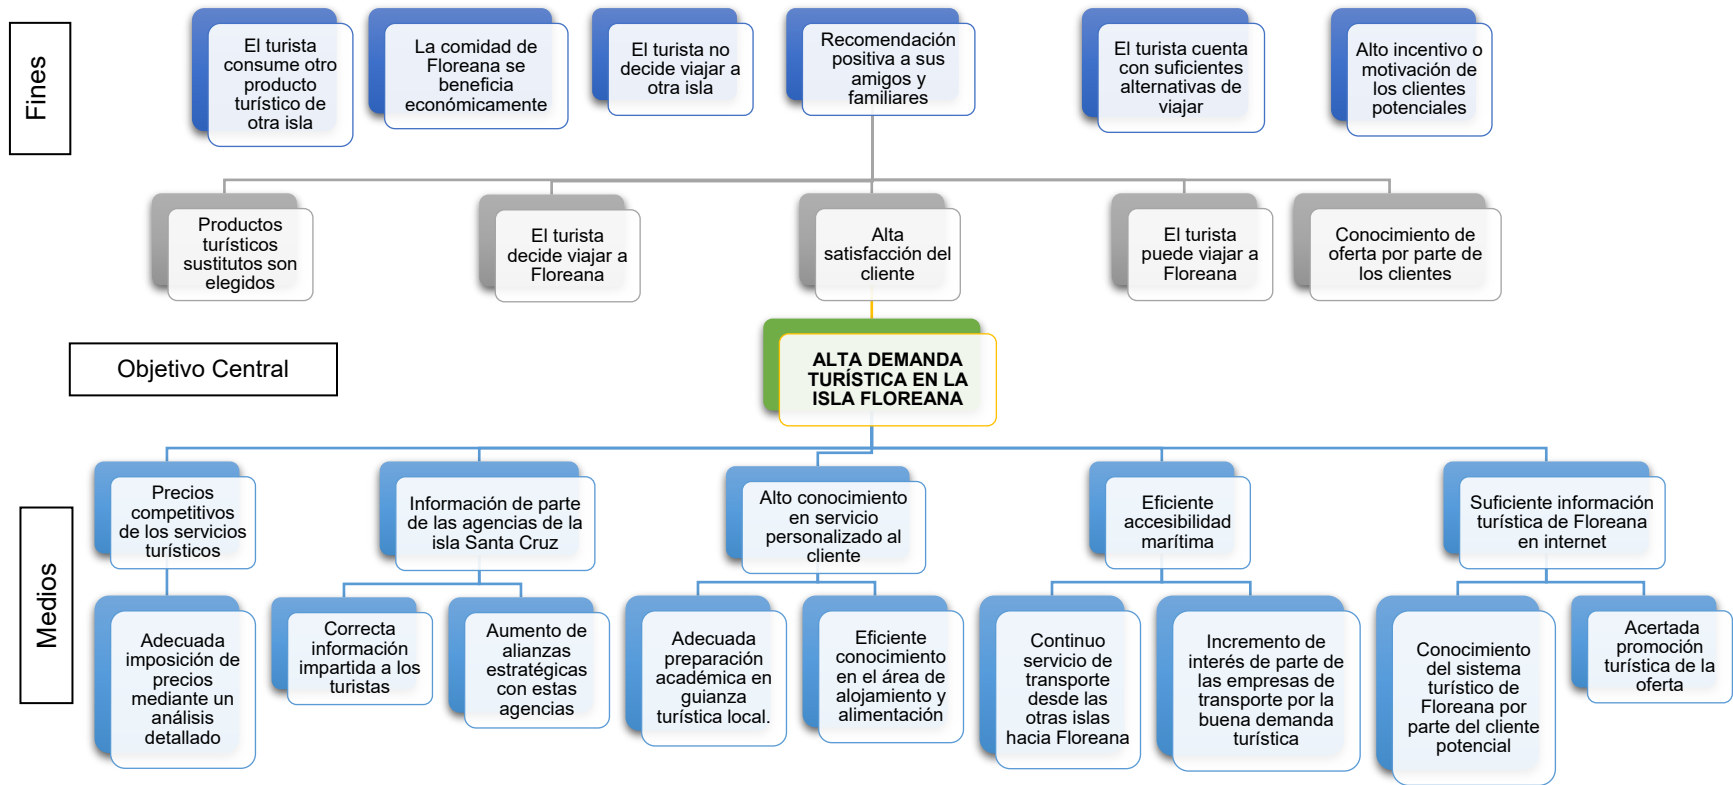 Fines
El turista
consume otro
producto
turístico de
otra isla
La comidad de
Floreana se
beneficia
económicamente
El turista no
decide viajar a
otra isla
Recomendación
positiva a sus
amigos y
familiares
El turista cuenta
con suficientes
alternativas de
viajar
Alto incentivo o
motivación de
los clientes
potenciales
Productos
turísticos
sustitutos son
elegidos
El turista
decide viajar a
Floreana
Alta
satisfacción del
cliente
El turista
puede viajar a
Floreana
Conocimiento de
oferta por parte de
los clientes
Objetivo Central
ALTA DEMANDA
TURÍSTICA EN LA
ISLA FLOREANA
Medios
Precios
competitivos
de los servicios
turísticos
Información de parte
de las agencias de la
isla Santa Cruz
Alto conocimiento
en servicio
personalizado al
cliente
Eficiente
accesibilidad
marítima
Suficiente información
turística de Floreana
en internet
Adecuada
imposición de
precios
mediante un
análisis
detallado
Correcta
información
impartida a los
turistas
Aumento de
alianzas
estratégicas
con estas
agencias
Adecuada
preparación
académica en
guianza
turística local.
Eficiente
conocimiento
en el área de
alojamiento y
alimentación
Continuo
servicio de
transporte
desde las
otras islas
hacia Floreana
Incremento de
interés de parte de
las empresas de
transporte por la
buena demanda
turística
Conocimiento
del sistema
turístico de
Floreana por
parte del cliente
potencial
Acertada
promoción
turística de la
oferta